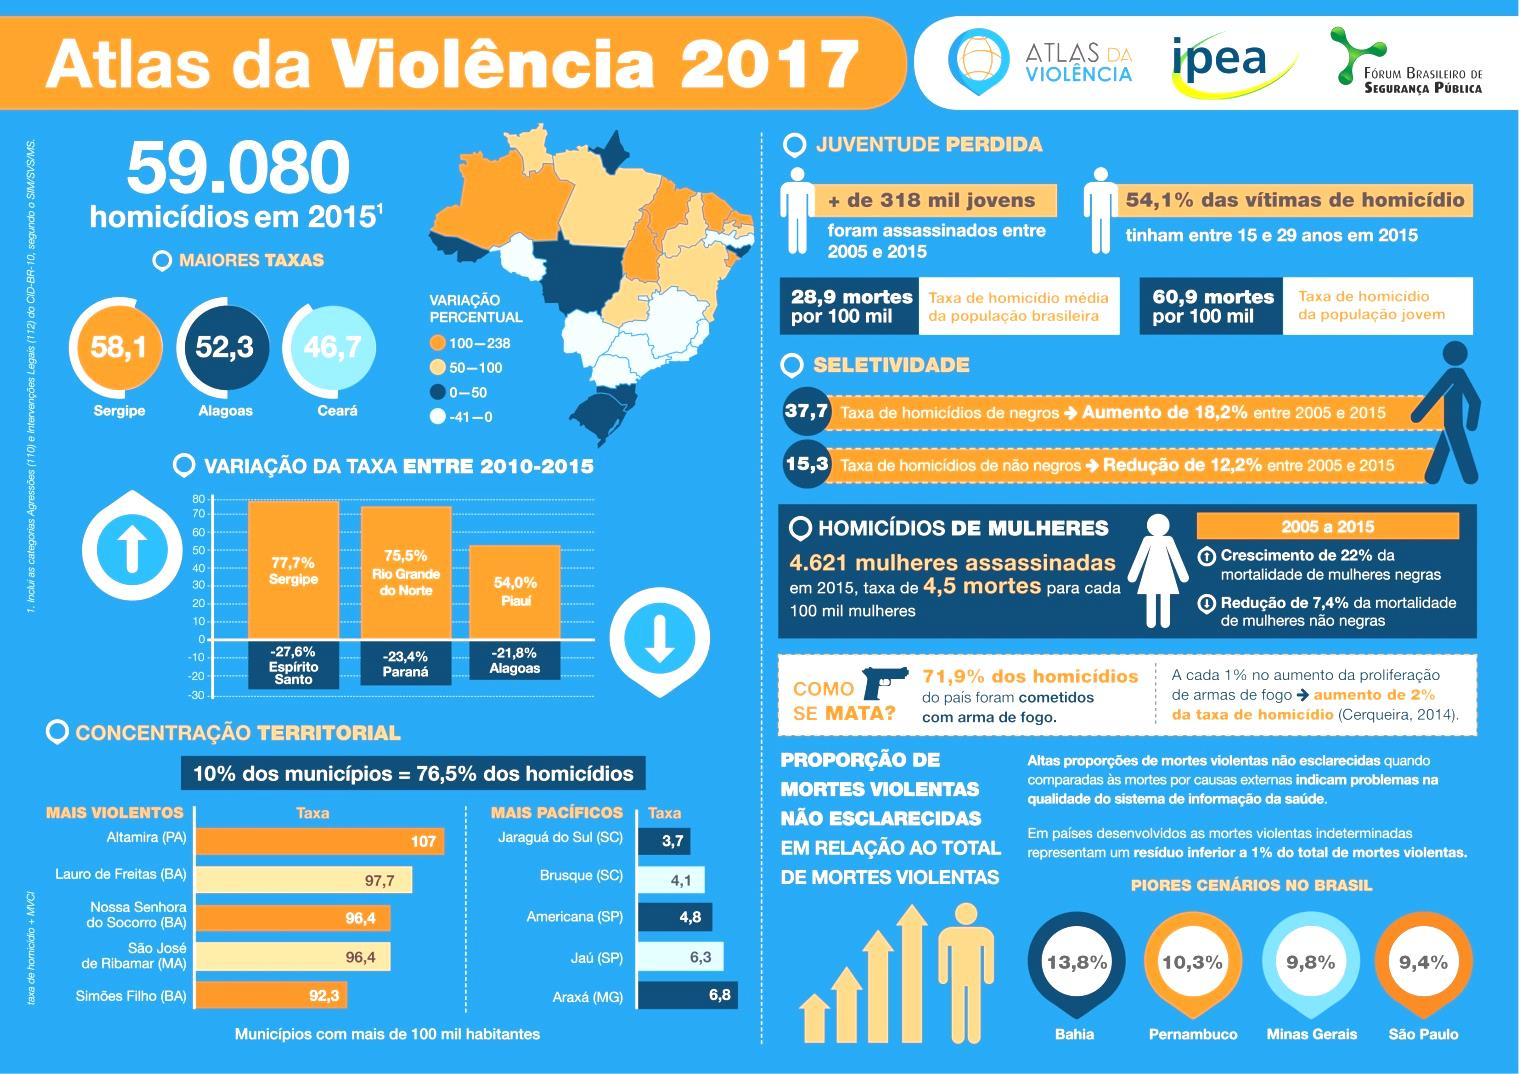 Atlas da Violência 2017
ATLAS DA
VIOLÊNCIA
ipea
FÓRUM BRASILEIRO DE
SEGURANÇA PÚBLICA
1. Inclui as categorias Agressões (110) e Intervenções Legais (112) do CID-BR-10, segundo o SIM/SVS/MS.
59.080
homicídios em 2015¹
MAIORES TAXAS
58,1
52,3
46,7
Sergipe
Alagoas
Ceará
VARIAÇÃO
PERCENTUAL
100—238
50—100
0—50
-41—0
VARIAÇÃO DA TAXA ENTRE 2010-2015
80
70
60
50
40
30
20
10
0
-10
-20
-30
77,7%
Sergipe
75,5%
Rio Grande
do Norte
54,0%
Piauí
-27,6%
Espírito
Santo
-23,4%
Paraná
-21,8%
Alagoas
CONCENTRAÇÃO TERRITORIAL
10% dos municípios = 76,5% dos homicídios
MAIS VIOLENTOS
Taxa
Altamira (PA)
107
Lauro de Freitas (BA)
97,7
Nossa Senhora
do Socorro (BA)
96,4
São José
de Ribamar (MA)
96,4
Simões Filho (BA)
92,3
MAIS PACÍFICOS
Taxa
Jaraguá do Sul (SC)
3,7
Brusque (SC)
4,1
Americana (SP)
4,8
Jaú (SP)
6,3
Araxá (MG)
6,8
Municípios com mais de 100 mil habitantes
taxa de homicídio + MVCI
JUVENTUDE PERDIDA
+ de 318 mil jovens
foram assassinados entre
2005 e 2015
54,1% das vítimas de homicídio
tinham entre 15 e 29 anos em 2015
28,9 mortes
por 100 mil
Taxa de homicídio média
da população brasileira
60,9 mortes
por 100 mil
Taxa de homicídio
da população jovem
SELETIVIDADE
37,7
Taxa de homicídios de negros → Aumento de 18,2% entre 2005 e 2015
15,3
Taxa de homicídios de não negros → Redução de 12,2% entre 2005 e 2015
HOMICÍDIOS DE MULHERES
4.621 mulheres assassinadas
em 2015, taxa de 4,5 mortes para cada
100 mil mulheres
2005 a 2015
Crescimento de 22% da
mortalidade de mulheres negras
Redução de 7,4% da mortalidade
de mulheres não negras
COMO
SE MATA?
71,9% dos homicídios
do país foram cometidos
com arma de fogo.
A cada 1% no aumento da proliferação
de armas de fogo → aumento de 2%
da taxa de homicídio (Cerqueira, 2014).
PROPORÇÃO DE
MORTES VIOLENTAS
NÃO ESCLARECIDAS
EM RELAÇÃO AO TOTAL
DE MORTES VIOLENTAS
Altas proporções de mortes violentas não esclarecidas quando
comparadas às mortes por causas externas indicam problemas na
qualidade do sistema de informação da saúde.
Em países desenvolvidos as mortes violentas indeterminadas
representam um resíduo inferior a 1% do total de mortes violentas.
PIORES CENÁRIOS NO BRASIL
13,8%
10,3%
9,8%
9,4%
Bahia
Pernambuco
Minas Gerais
São Paulo